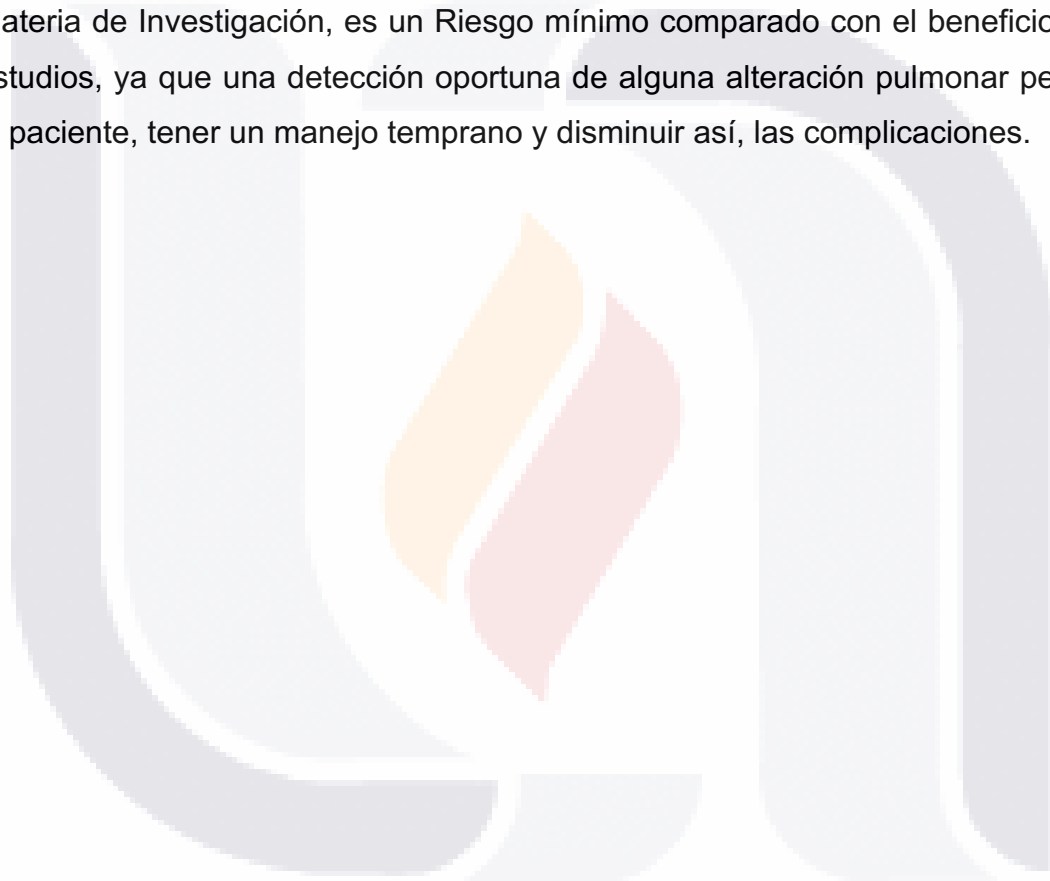 ateria de Investigación, es un Riesgo mínimo comparado con el beneficio
studios, ya que una detección oportuna de alguna alteración pulmonar pe
paciente, tener un manejo temprano y disminuir así, las complicaciones.